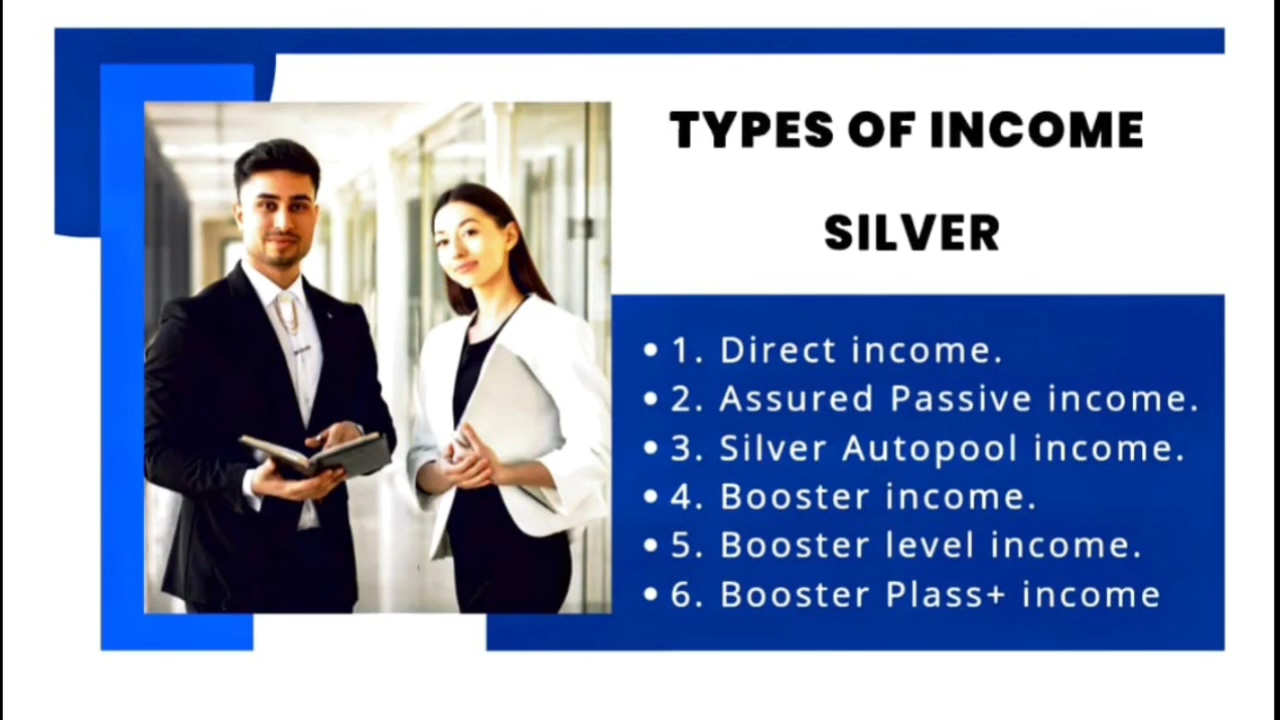 TYPES OF INCOME
SILVER
• 1. Direct income.
• 2. Assured Passive income.
• 3. Silver Autopool income.
• 4. Booster income.
• 5. Booster level income.
• 6. Booster Plass+ income